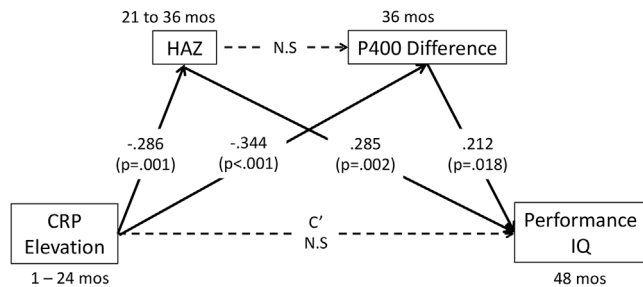 21 to 36 mos
36 mos
HAZ
N.S
P400 Difference
-.286
(p=.001)
-.344
(p<.001)
.285
(p=.002)
.212
(p=.018)
CRP
Elevation
C’
N.S
Performance
IQ
1 – 24 mos
48 mos